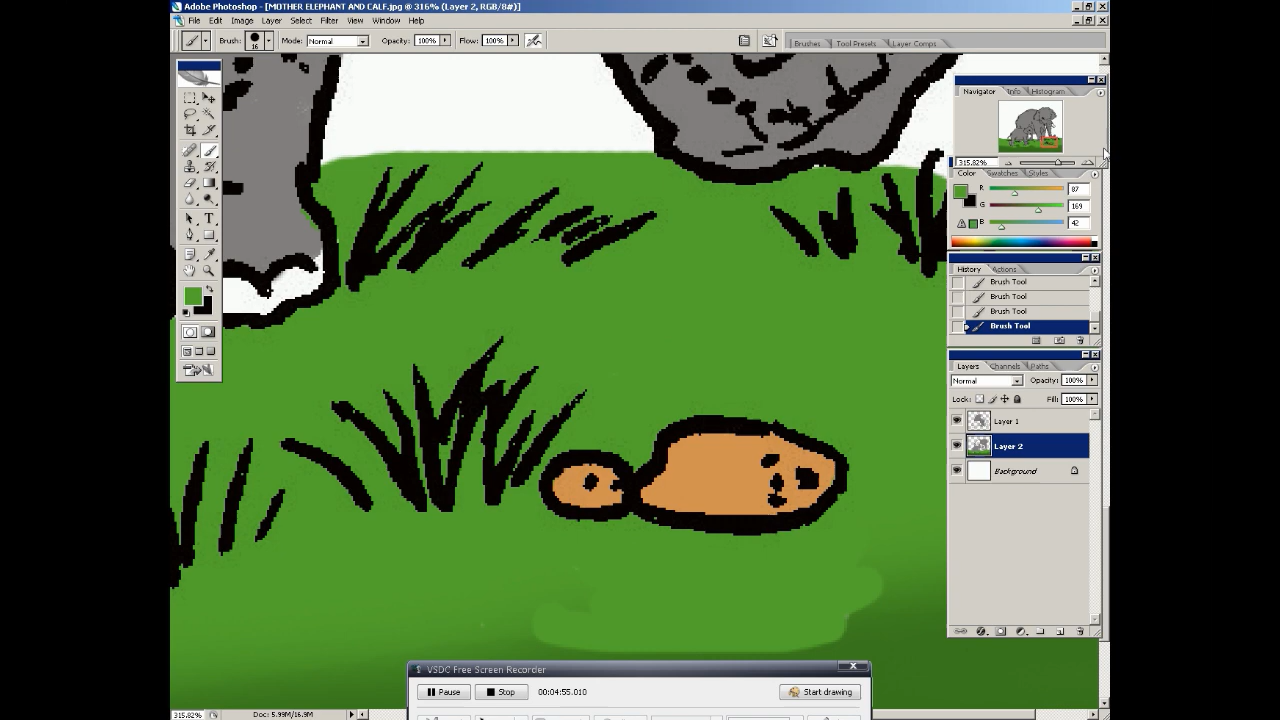 Adobe Photoshop - [MOTHER ELEPHANT AND CALF.jpg @ 316% (Layer 2, RGB/8#)]
File Edit Image Layer Select Filter View Window Help
Brush: 16 Mode: Normal Opacity: 100% Flow: 100% Brushes Tool Presets Layer Comps
Navigator Info Histogram
315.82%
Color Swatches Styles
R 87
G 169
B 42
History Actions
Brush Tool
Brush Tool
Brush Tool
Brush Tool
Layers Channels Paths
Normal Opacity: 100%
Lock: Fill: 100%
Layer 1
Layer 2
Background
VSDC Free Screen Recorder
Pause Stop 00:04:55.010 Start drawing
315.82% Doc: 5.99M/16.9M